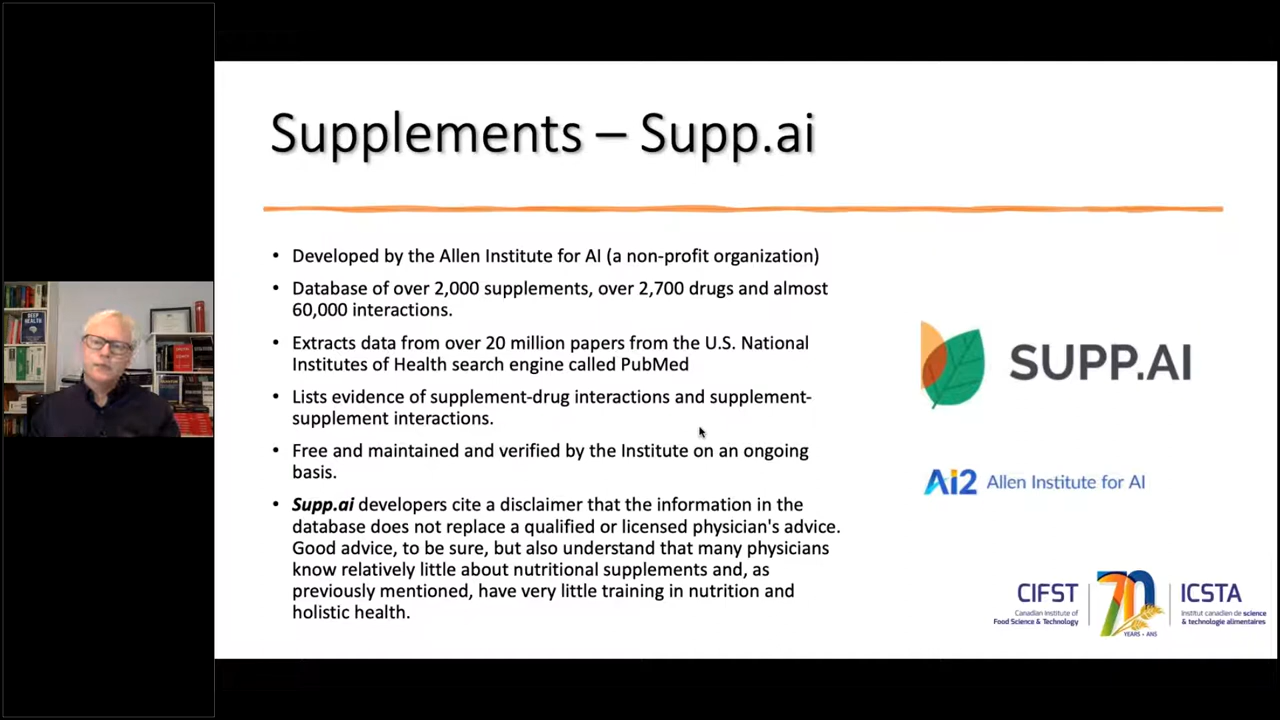 Supplements – Supp.ai
• Developed by the Allen Institute for AI (a non-profit organization)
• Database of over 2,000 supplements, over 2,700 drugs and almost
60,000 interactions.
• Extracts data from over 20 million papers from the U.S. National
Institutes of Health search engine called PubMed
• Lists evidence of supplement-drug interactions and supplement-
supplement interactions.
• Free and maintained and verified by the Institute on an ongoing
basis.
• Supp.ai developers cite a disclaimer that the information in the
database does not replace a qualified or licensed physician's advice.
Good advice, to be sure, but also understand that many physicians
know relatively little about nutritional supplements and, as
previously mentioned, have very little training in nutrition and
holistic health.
SUPP.AI
Ai2 Allen Institute for AI
CIFST
Canadian Institute of
Food Science & Technology
70
YEARS • ANS
ICSTA
Institut canadien de science
& technologie alimentaires
DEEP
HEALTH